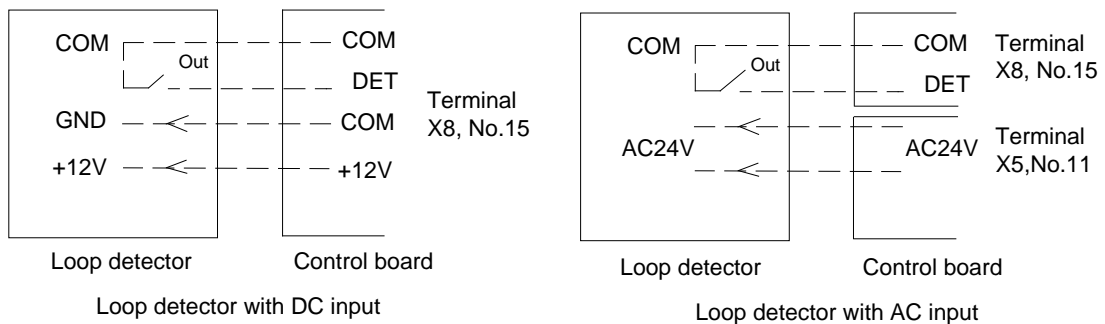 COM COM
Out
DET
GND COM
+12V +12V
Terminal
X8, No.15
Loop detector Control board
Loop detector with DC input
COM COM
Out
DET
Terminal
X8, No.15
AC24V AC24V
Terminal
X5,No.11
Loop detector Control board
Loop detector with AC input